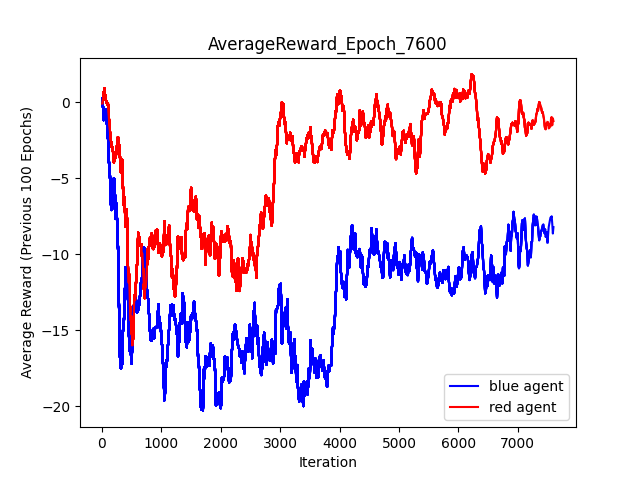 AverageReward_Epoch_7600
Average Reward (Previous 100 Epochs)
0
−5
−10
−15
−20
0
1000
2000
3000
4000
5000
6000
7000
Iteration
blue agent
red agent